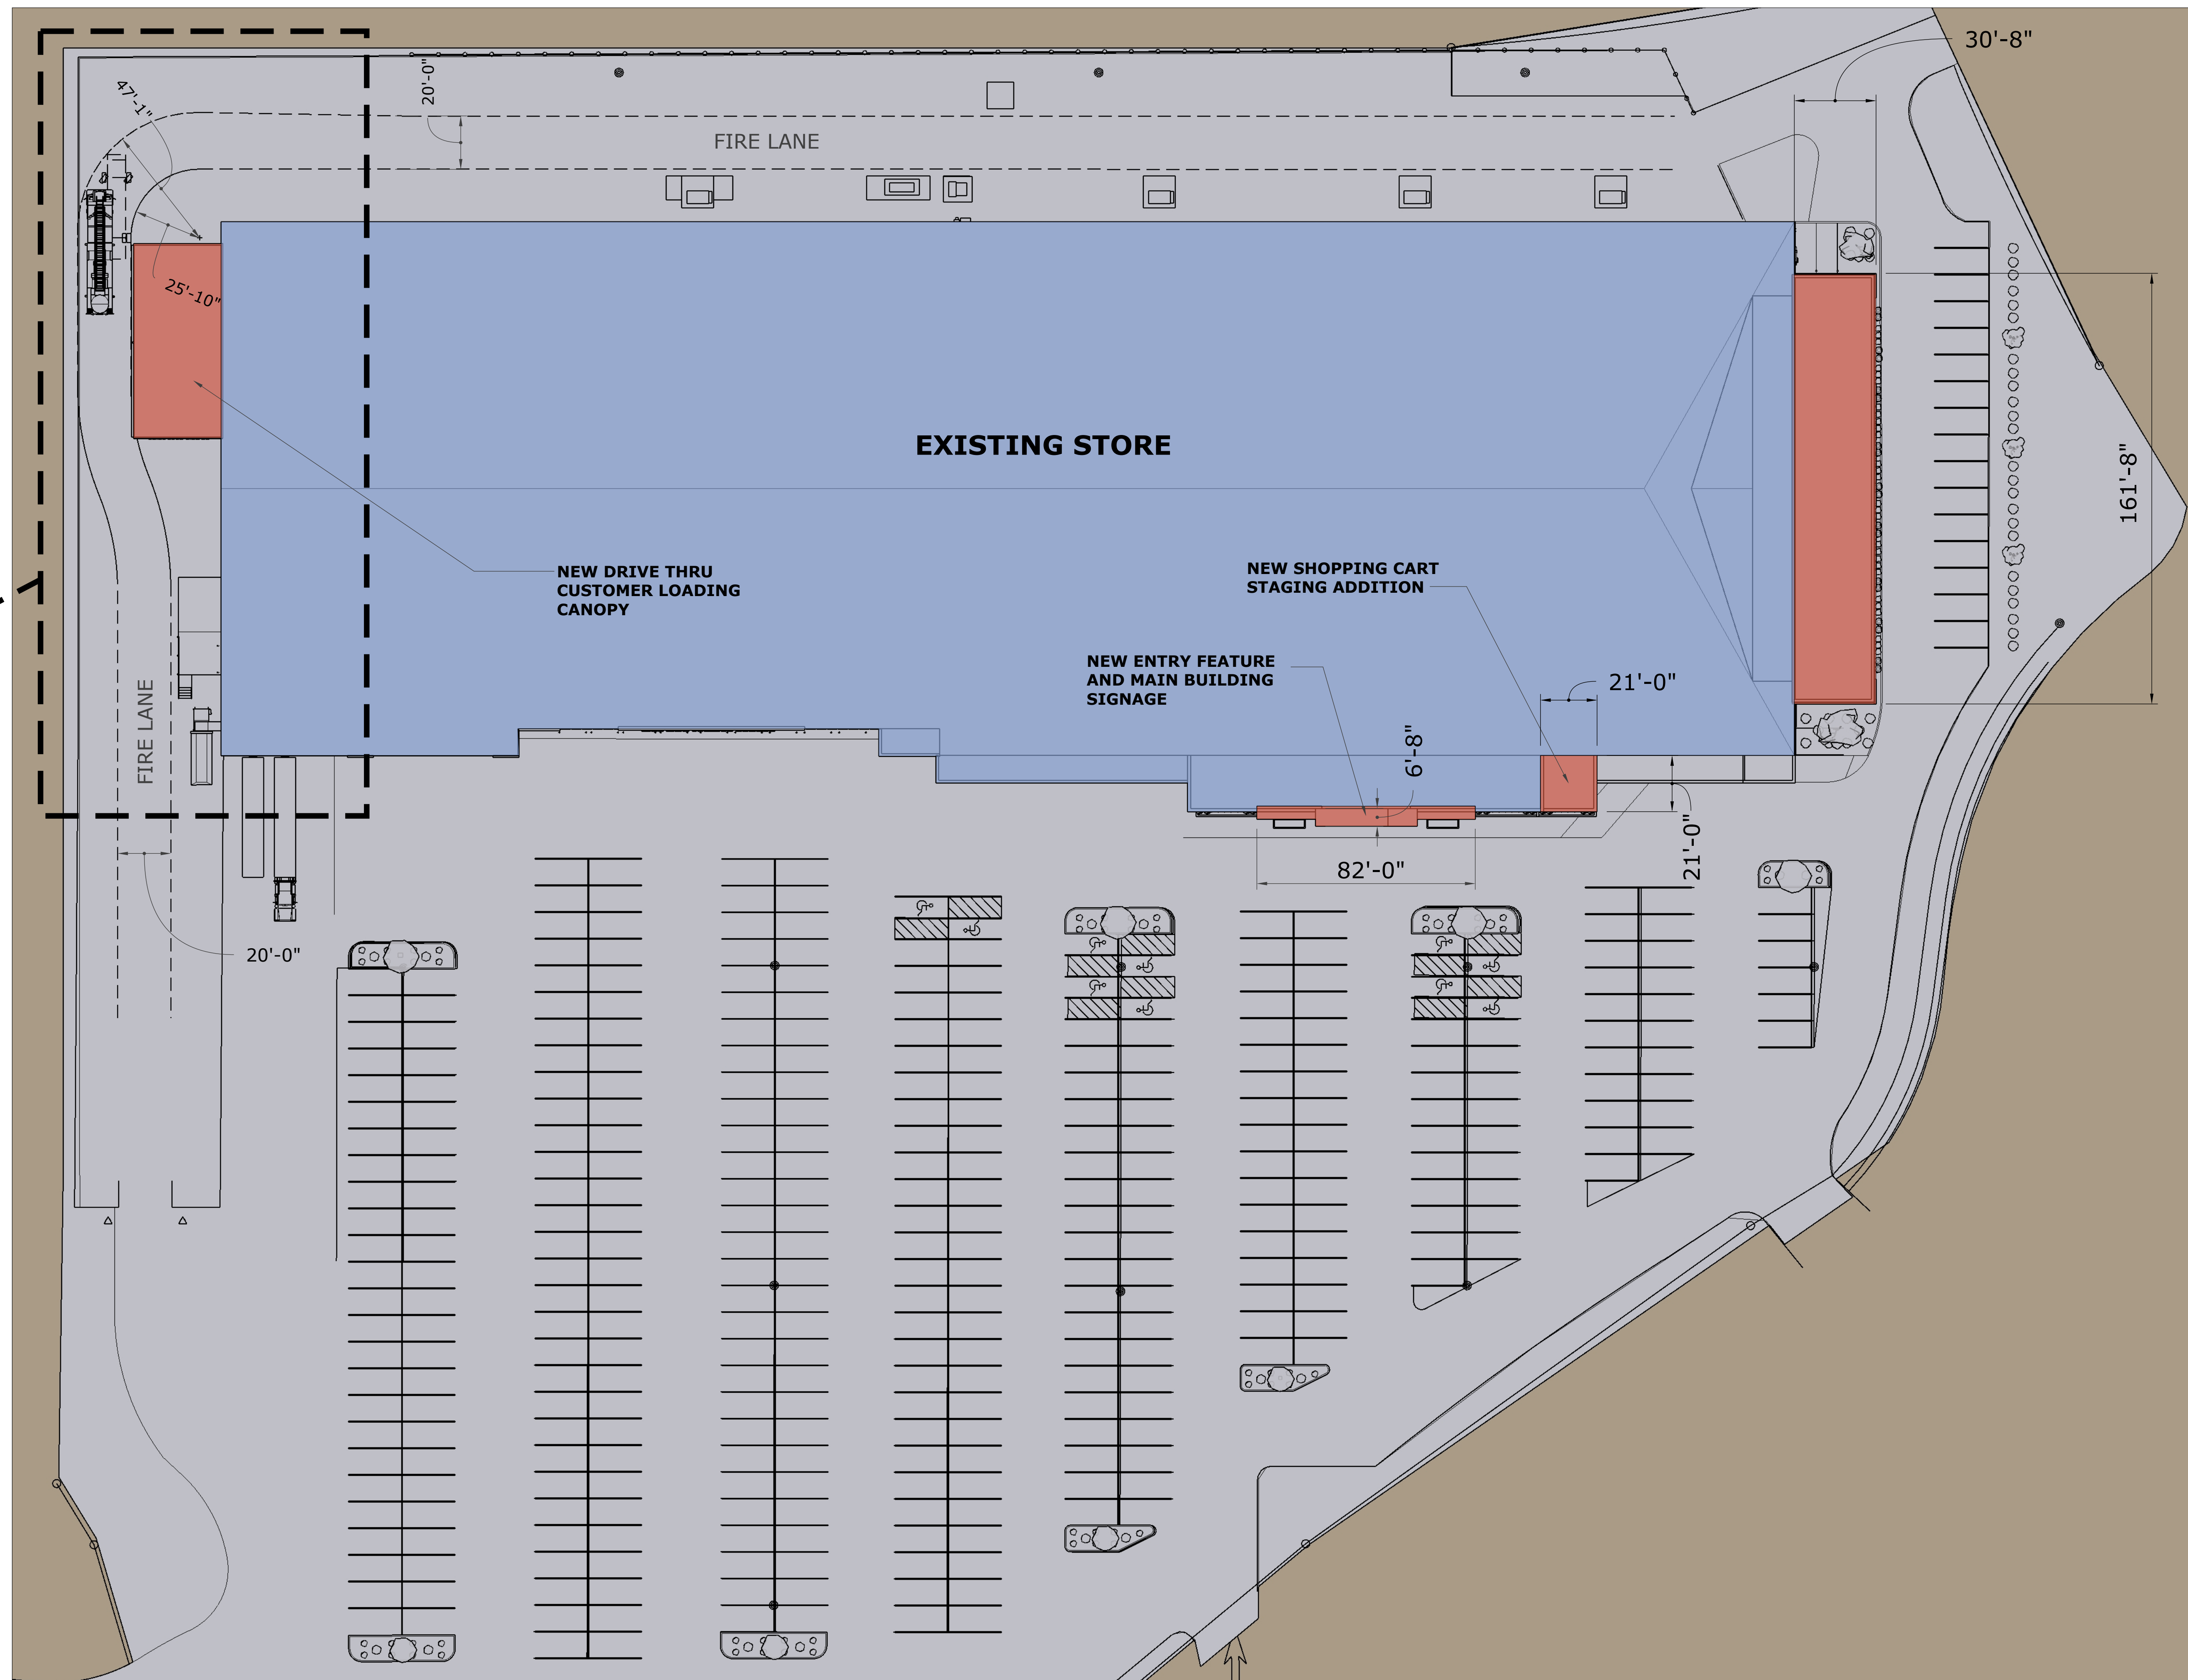 30'-8"
47'-1"
20'-0"
FIRE LANE
25'-10"
EXISTING STORE
161'-8"
NEW DRIVE THRU
CUSTOMER LOADING
CANOPY
NEW SHOPPING CART
STAGING ADDITION
NEW ENTRY FEATURE
AND MAIN BUILDING
SIGNAGE
21'-0"
6'-8"
FIRE LANE
82'-0"
21'-0"
20'-0"